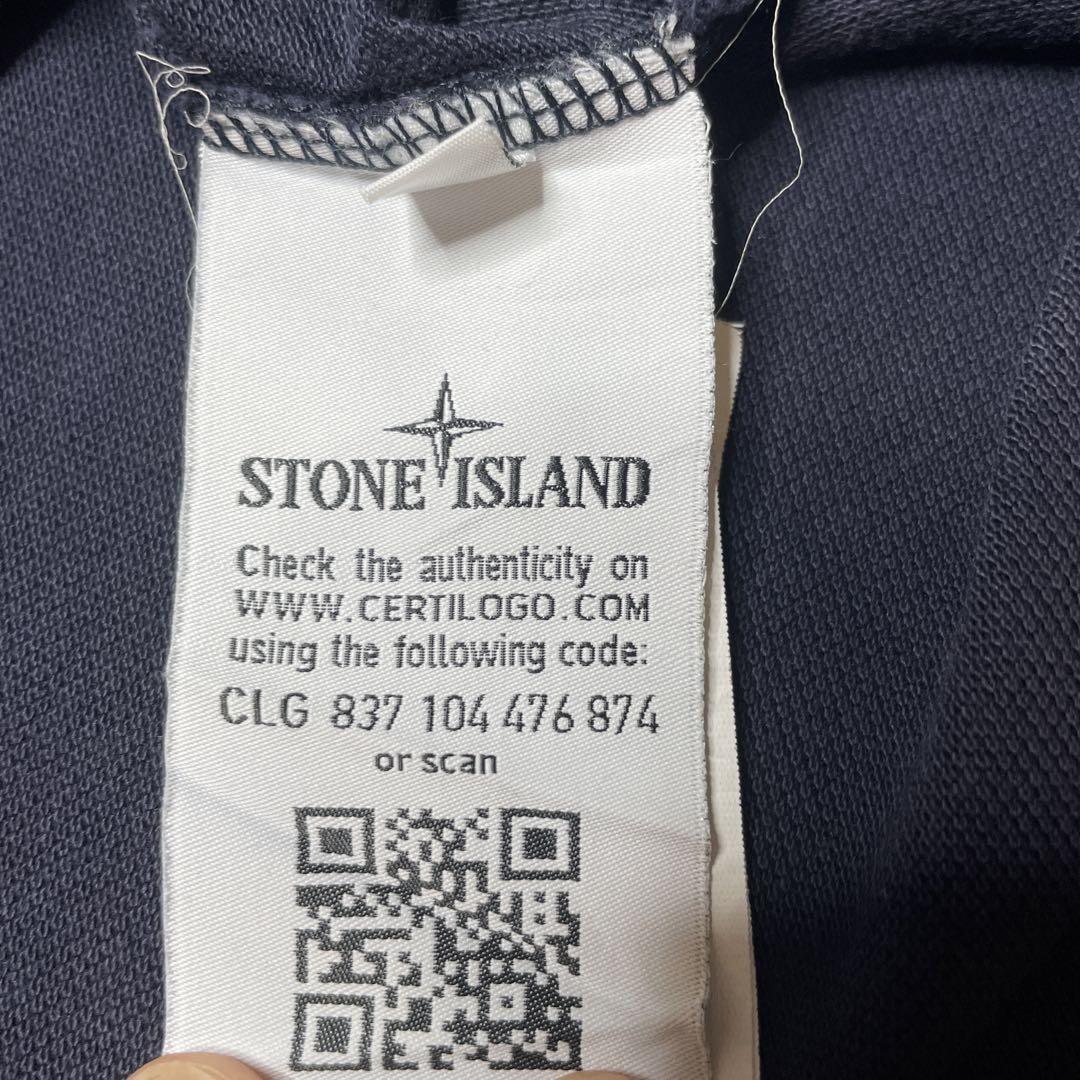 STONE ISLAND
Check the authenticity on
WWW.CERTILOGO.COM
using the following code:
CLG 837 104 476 874
or scan